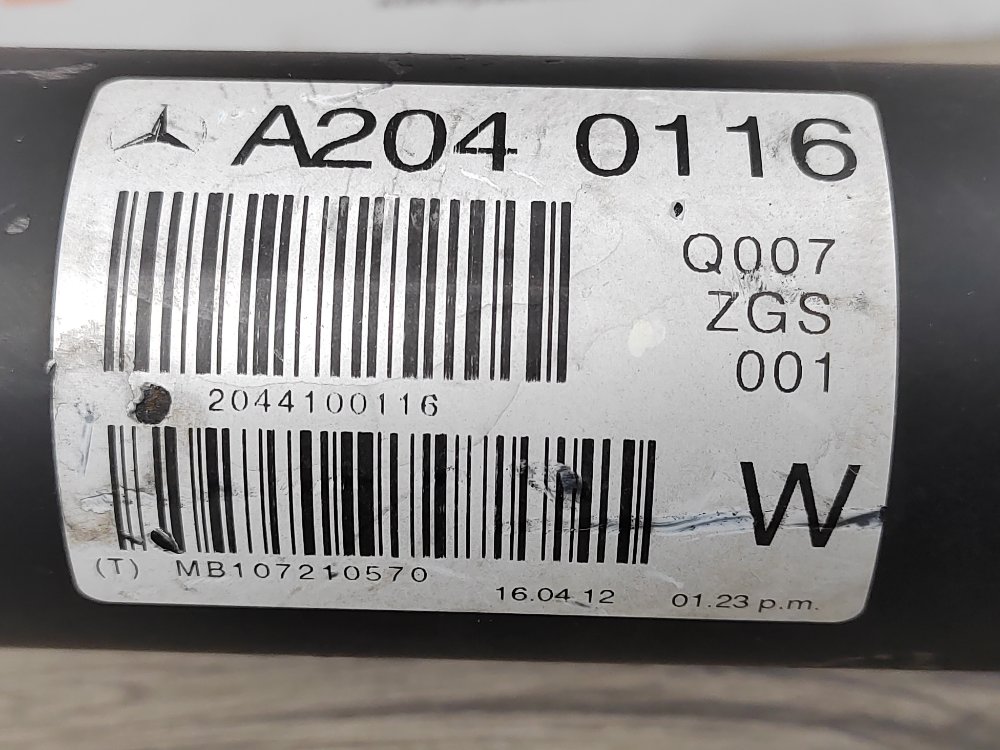 A204 0116
Q007
ZGS
001
2044100116
W
(T) MB107210570
16.04.12 01.23 p.m.